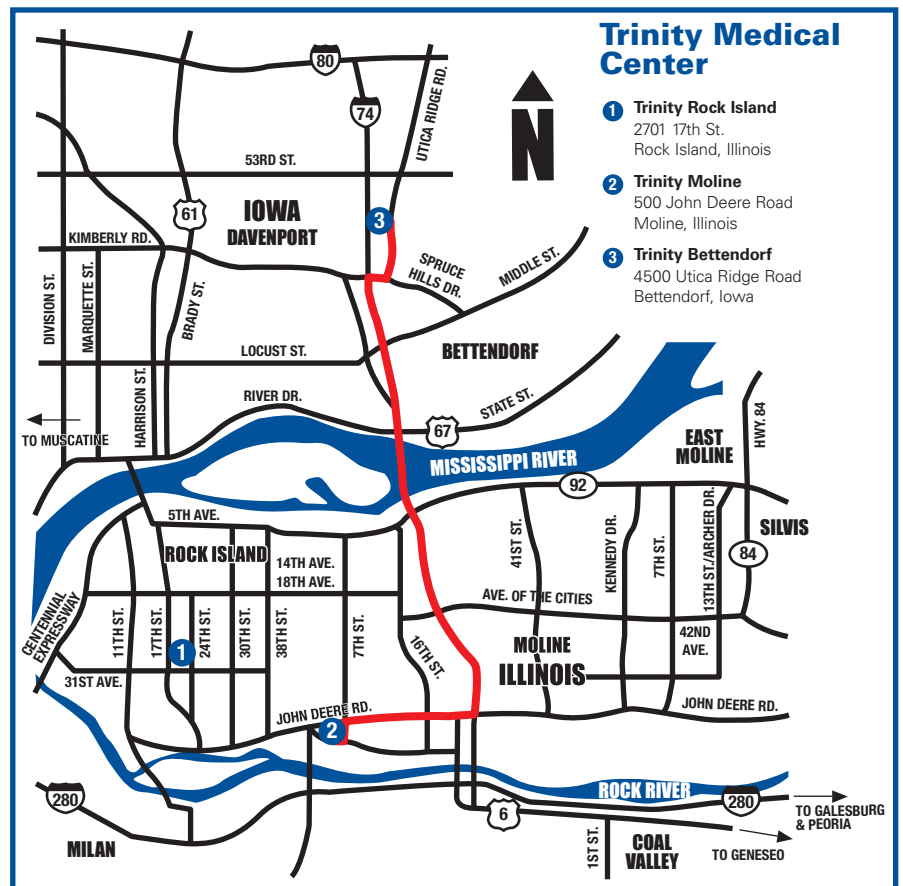 Trinity Medical
Center
1 Trinity Rock Island
2701 17th St.
Rock Island, Illinois
2 Trinity Moline
500 John Deere Road
Moline, Illinois
3 Trinity Bettendorf
4500 Utica Ridge Road
Bettendorf, Iowa
N
80
74
UTICA RIDGE RD.
53RD ST.
61
IOWA
DAVENPORT
3
KIMBERLY RD.
SPRUCE
HILLS DR.
MIDDLE ST.
DIVISION ST.
MARQUETTE ST.
BRADY ST.
LOCUST ST.
BETTENDORF
HARRISON ST.
RIVER DR.
STATE ST.
67
HWY. 84
TO MUSCATINE
EAST
MOLINE
MISSISSIPPI RIVER
92
5TH AVE.
SILVIS
ROCK ISLAND
14TH AVE.
18TH AVE.
41ST ST.
KENNEDY DR.
7TH ST.
13TH ST./ARCHER DR.
84
AVE. OF THE CITIES
CENTENNIAL
EXPRESSWAY
11TH ST.
17TH ST.
24TH ST.
30TH ST.
38TH ST.
7TH ST.
16TH ST.
1
MOLINE
ILLINOIS
42ND
AVE.
31ST AVE.
JOHN DEERE RD.
JOHN DEERE RD.
2
ROCK RIVER
280
280
6
TO GALESBURG
& PEORIA
MILAN
1ST ST.
COAL
VALLEY
TO GENESEO